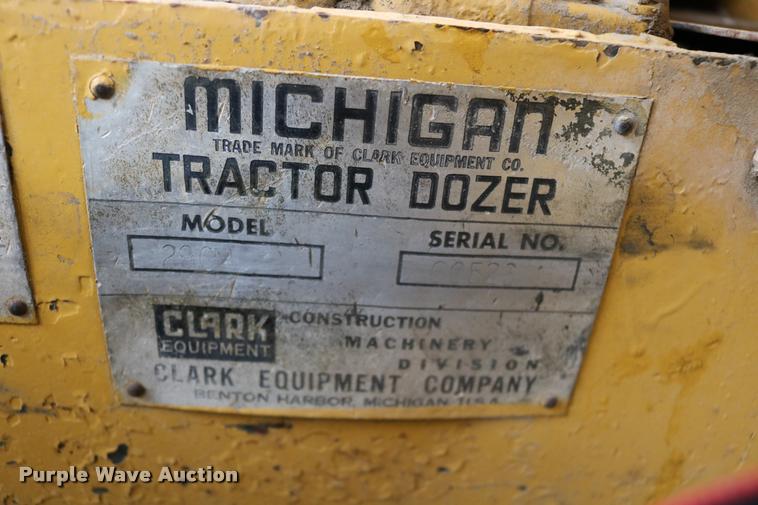 MICHIGAN
TRADE MARK OF CLARK EQUIPMENT CO.
TRACTOR DOZER
MODEL SERIAL NO.
CLARK
EQUIPMENT
CONSTRUCTION
MACHINERY
DIVISION
CLARK EQUIPMENT COMPANY
BENTON HARBOR, MICHIGAN U.S.A.
Purple Wave Auction